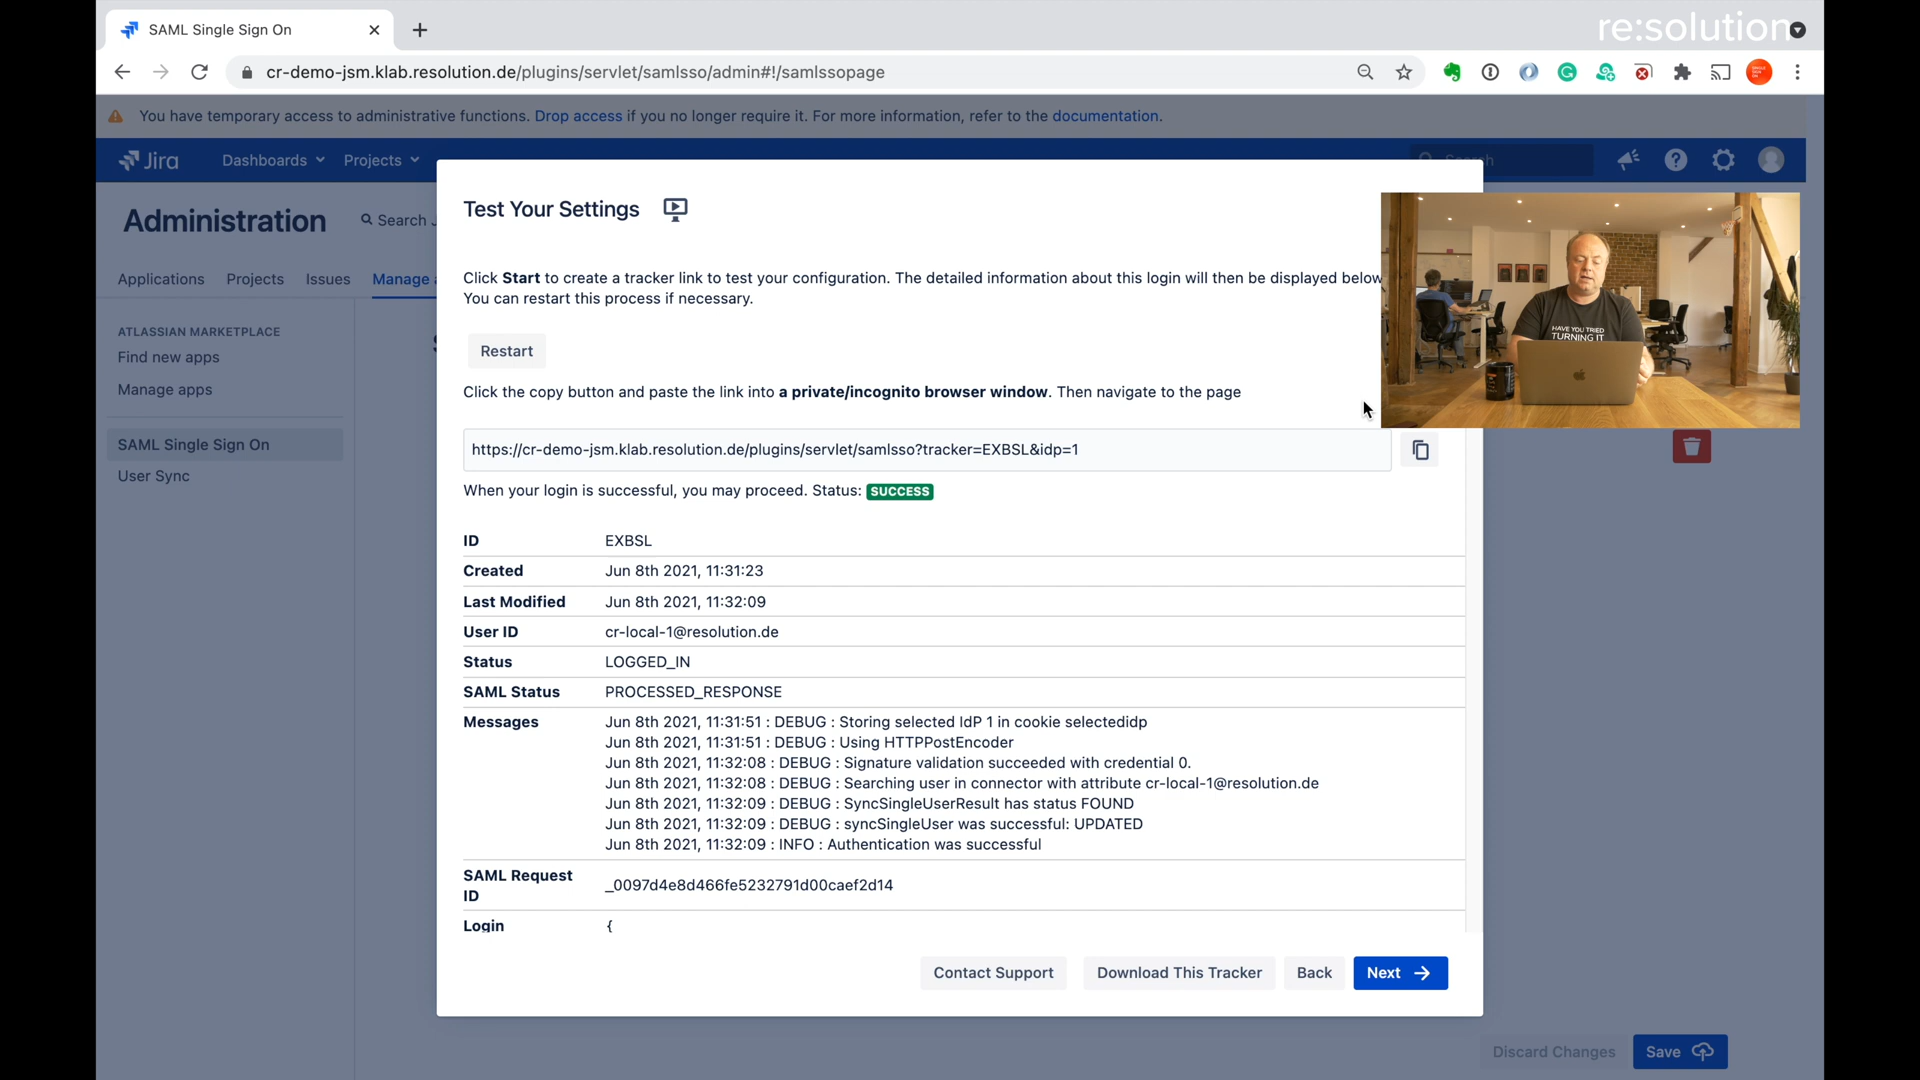 SAML Single Sign On
re:solution
cr-demo-jsm.klab.resolution.de/plugins/servlet/samlsso/admin#!/samlssopage
You have temporary access to administrative functions. Drop access if you no longer require it. For more information, refer to the documentation.
Jira
Dashboards
Projects
Search
Administration
Search J
Applications
Projects
Issues
Manage a
ATLASSIAN MARKETPLACE
Find new apps
Manage apps
SAML Single Sign On
User Sync
Test Your Settings
Click Start to create a tracker link to test your configuration. The detailed information about this login will then be displayed below
You can restart this process if necessary.
Restart
Click the copy button and paste the link into a private/incognito browser window. Then navigate to the page
https://cr-demo-jsm.klab.resolution.de/plugins/servlet/samlsso?tracker=EXBSL&idp=1
When your login is successful, you may proceed. Status: SUCCESS
ID EXBSL
Created Jun 8th 2021, 11:31:23
Last Modified Jun 8th 2021, 11:32:09
User ID cr-local-1@resolution.de
Status LOGGED_IN
SAML Status PROCESSED_RESPONSE
Messages Jun 8th 2021, 11:31:51 : DEBUG : Storing selected IdP 1 in cookie selectedidp
Jun 8th 2021, 11:31:51 : DEBUG : Using HTTPPostEncoder
Jun 8th 2021, 11:32:08 : DEBUG : Signature validation succeeded with credential 0.
Jun 8th 2021, 11:32:08 : DEBUG : Searching user in connector with attribute cr-local-1@resolution.de
Jun 8th 2021, 11:32:09 : DEBUG : SyncSingleUserResult has status FOUND
Jun 8th 2021, 11:32:09 : DEBUG : syncSingleUser was successful: UPDATED
Jun 8th 2021, 11:32:09 : INFO : Authentication was successful
SAML Request
ID
_0097d4e8d466fe5232791d00caef2d14
Login {
Contact Support
Download This Tracker
Back
Next
Discard Changes
Save
HAVE YOU TRIED
TURNING IT